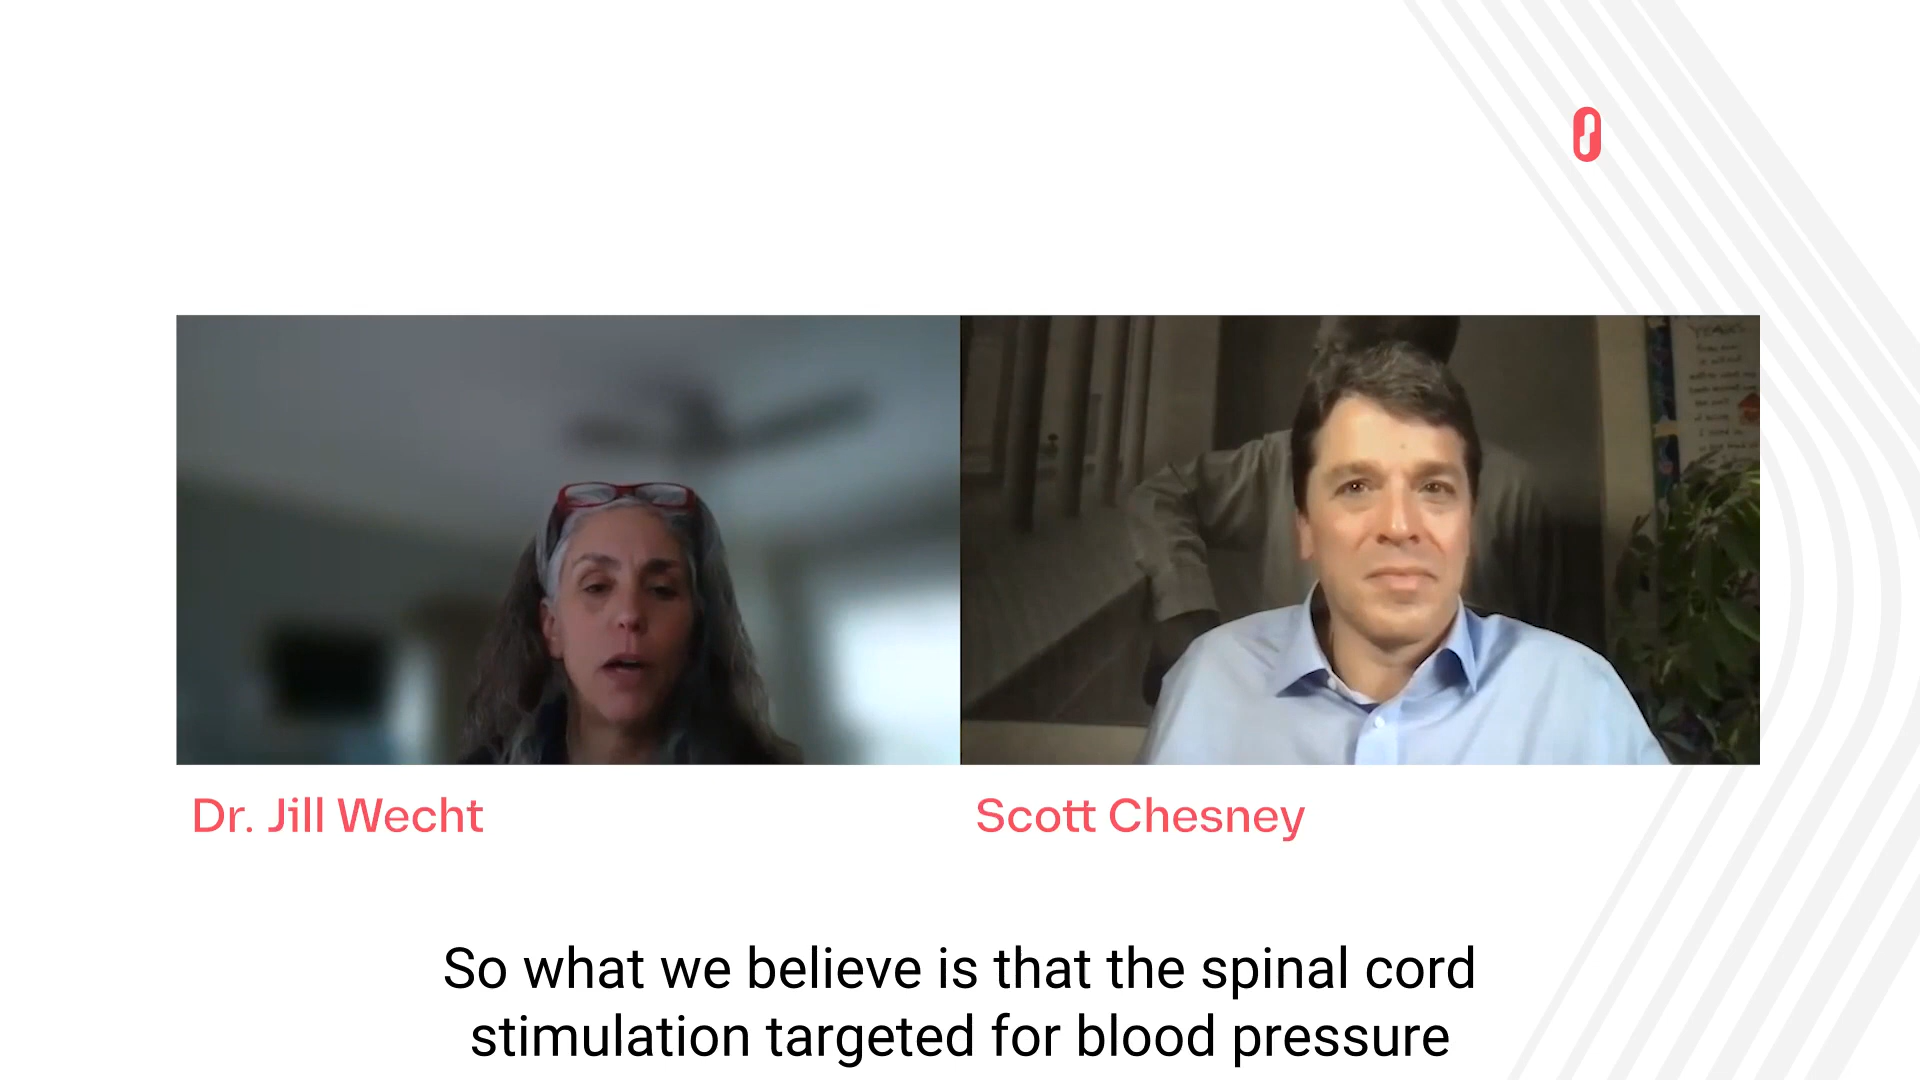 YEARS
Dr. Jill Wecht
Scott Chesney
So what we believe is that the spinal cord
stimulation targeted for blood pressure